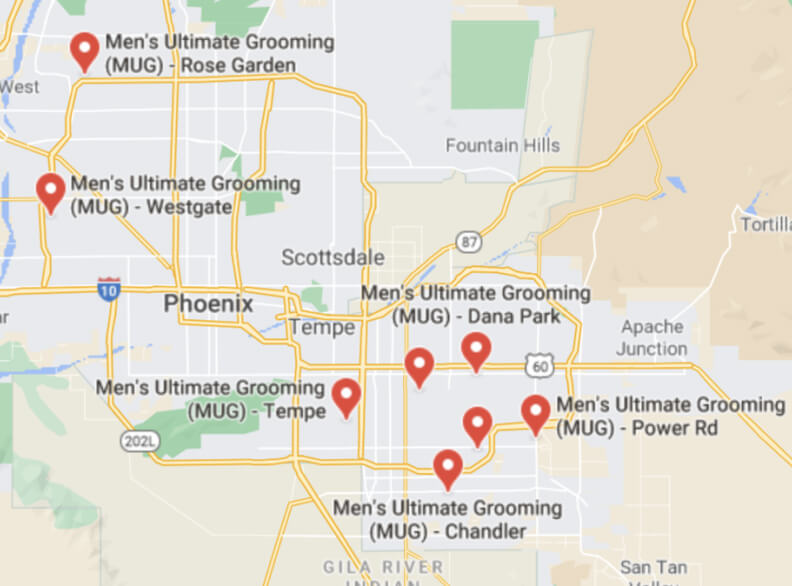 Men's Ultimate Grooming
(MUG) - Rose Garden
West
Fountain Hills
Men's Ultimate Grooming
(MUG) - Westgate
Tortilla
87
Scottsdale
10
Phoenix
Men's Ultimate Grooming
(MUG) - Dana Park
Tempe
Apache
Junction
60
Men's Ultimate Grooming
(MUG) - Tempe
Men's Ultimate Grooming
(MUG) - Power Rd
202L
Men's Ultimate Grooming
(MUG) - Chandler
GILA RIVER
INDIAN
San Tan
Valley